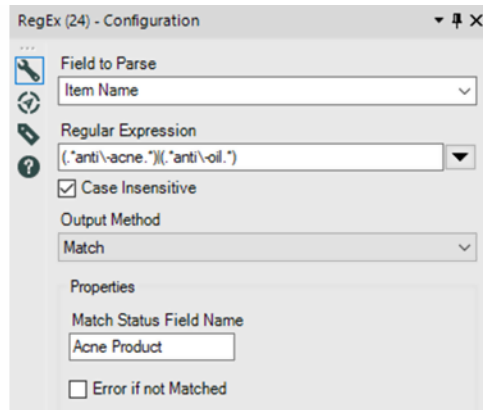 RegEx (24) - Configuration
Field to Parse
Item Name
Regular Expression
(.*anti\-acne.*)|(.*anti\-oil.*)
Case Insensitive
Output Method
Match
Properties
Match Status Field Name
Acne Product
Error if not Matched